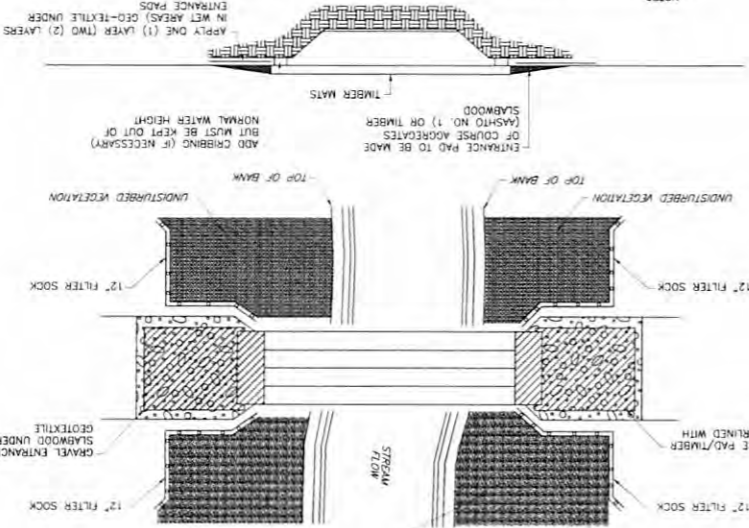 12" FILTER SOCK
12" FILTER SOCK
STREAM
FLOW
E PAD/TIMBER
RLINED WITH
GRAVEL ENTRANC
SLABWOOD UNDER
GEOTEXTILE
12" FILTER SOCK
12" FILTER SOCK
UNDISTURBED VEGETATION
UNDISTURBED VEGETATION
TOP OF BANK
TOP OF BANK
ENTRANCE PAD TO BE MADE
OF COURSE AGGREGATES
(AASHTO NO. 1) OR TIMBER
SLABWOOD
ADD CRIBBING (IF NECESSARY)
BUT MUST BE KEPT OUT OF
NORMAL WATER HEIGHT
TIMBER MATS
APPLY ONE (1) LAYER (TWO (2) LAYERS
IN WET AREAS) GEO-TEXTILE UNDER
ENTRANCE PADS